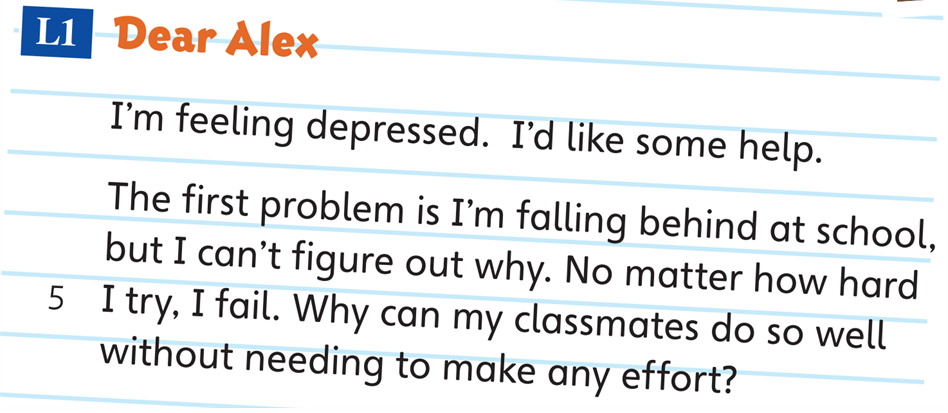 L1 Dear Alex
I'm feeling depressed. I'd like some help.
The first problem is I'm falling behind at school,
but I can't figure out why. No matter how hard
5 I try, I fail. Why can my classmates do so well
without needing to make any effort?